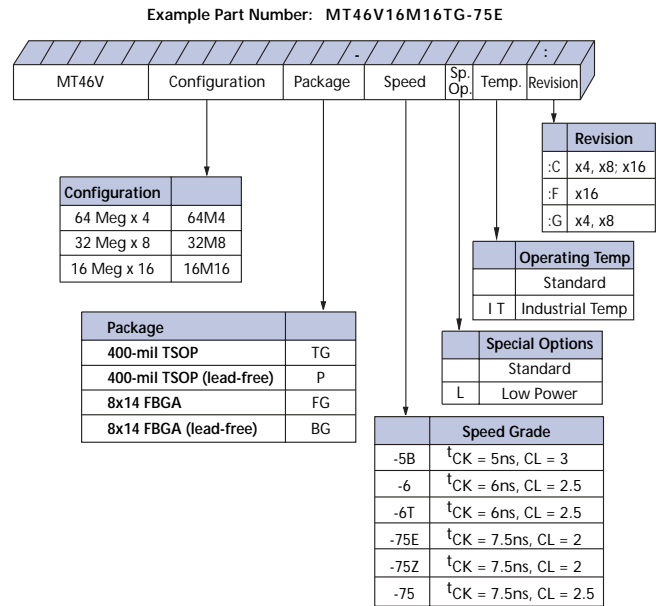 Example Part Number: MT46V16M16TG-75E
- :
MT46V Configuration Package Speed Sp. Op. Temp. Revision
Revision
:C x4, x8; x16
:F x16
:G x4, x8
Configuration
64 Meg x 4 64M4
32 Meg x 8 32M8
16 Meg x 16 16M16
Operating Temp
Standard
I T Industrial Temp
Package
400-mil TSOP TG
400-mil TSOP (lead-free) P
8x14 FBGA FG
8x14 FBGA (lead-free) BG
Special Options
Standard
L Low Power
Speed Grade
-5B tCK = 5ns, CL = 3
-6 tCK = 6ns, CL = 2.5
-6T tCK = 6ns, CL = 2.5
-75E tCK = 7.5ns, CL = 2
-75Z tCK = 7.5ns, CL = 2
-75 tCK = 7.5ns, CL = 2.5